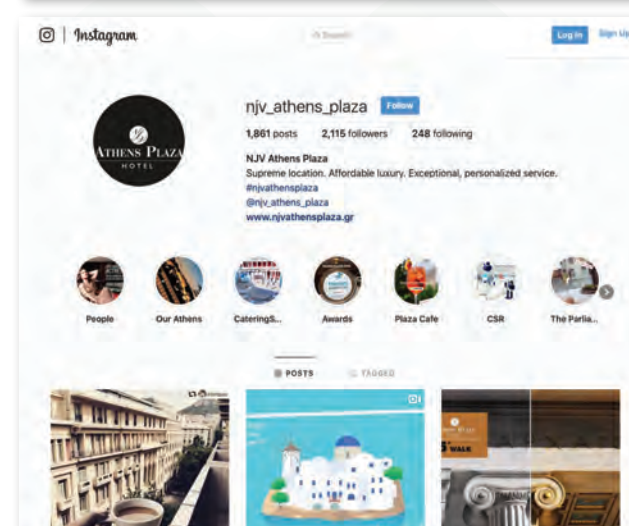 Instagram
Search
Log In Sign Up
ATHENS PLAZA
HOTEL
njv_athens_plaza Follow
1,861 posts 2,115 followers 248 following
NJV Athens Plaza
Supreme location. Affordable luxury. Exceptional, personalized service.
#njvathensplaza
@njv_athens_plaza
www.njvathensplaza.gr
People Our Athens CateringS... Awards Plaza Cafe CSR The Parlia...
POSTS TAGGED
WALK